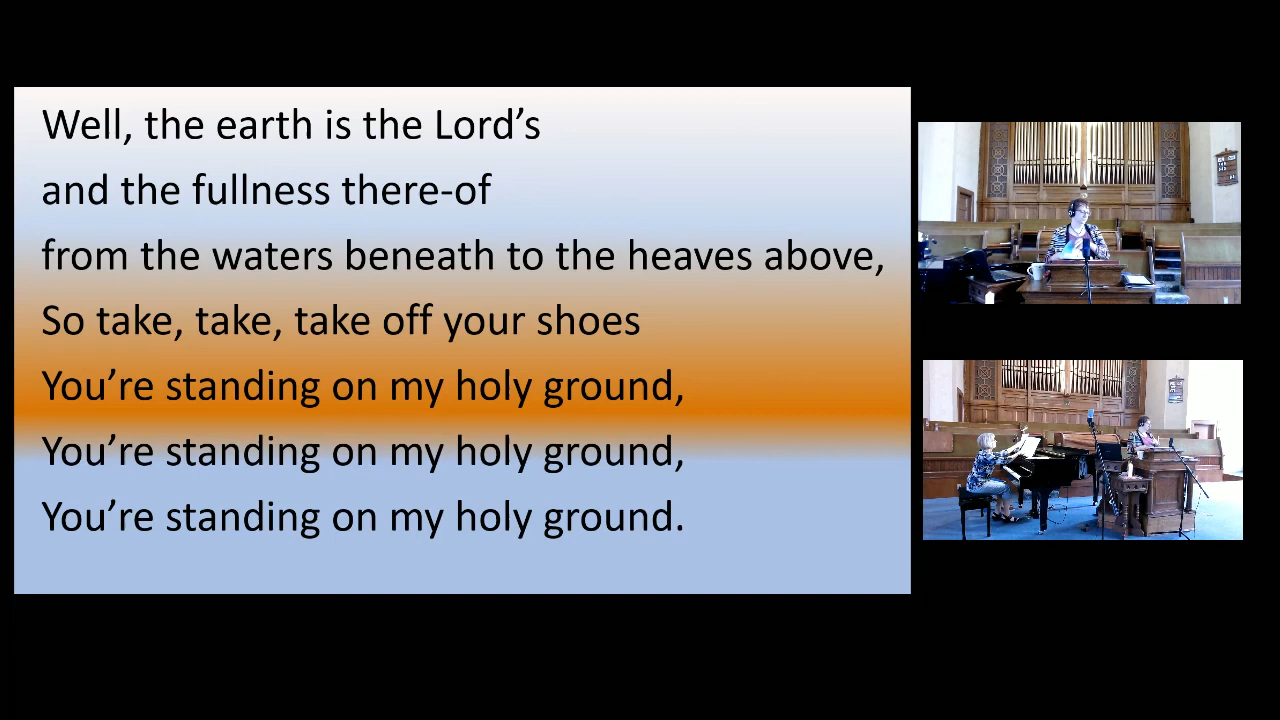 Well, the earth is the Lord’s
and the fullness there-of
from the waters beneath to the heaves above,
So take, take, take off your shoes
You’re standing on my holy ground,
You’re standing on my holy ground,
You’re standing on my holy ground.